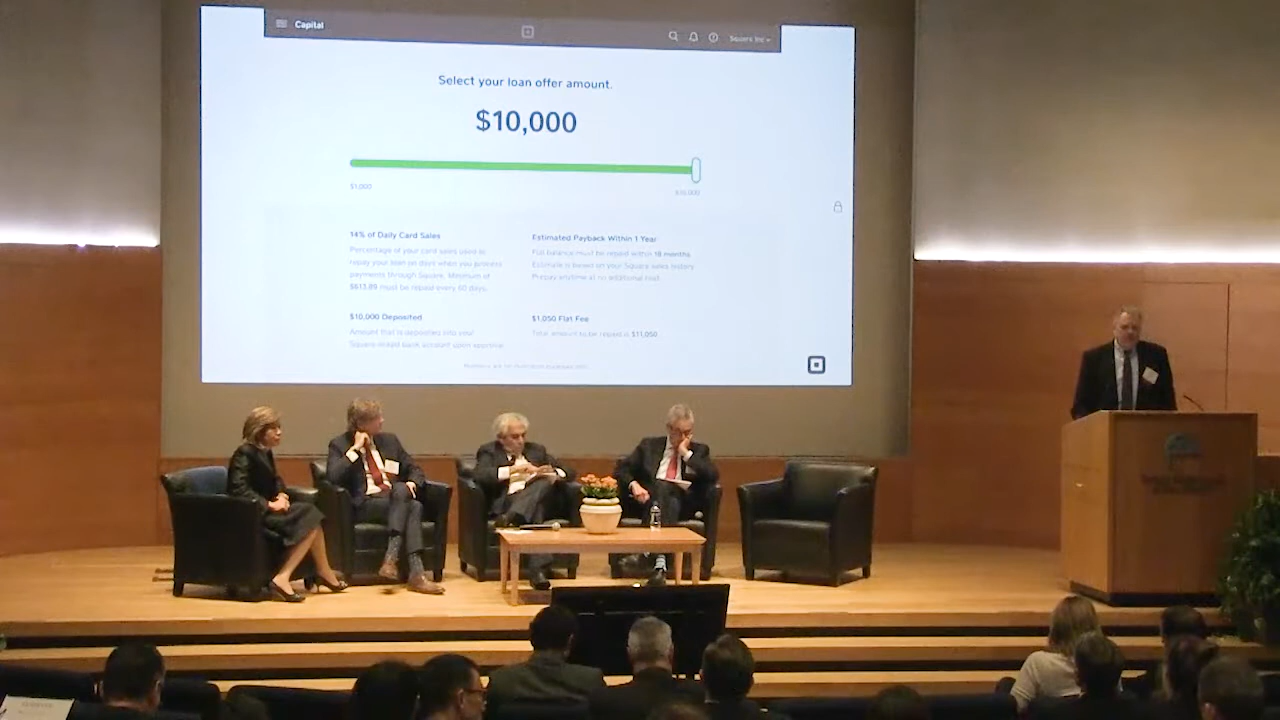 Capital
Square Inc
Select your loan offer amount.
$10,000
$1,000
$10,000
14% of Daily Card Sales
Percentage of your card sales used to
repay your loan on days when you process
payments through Square. Minimum of
$613.89 must be repaid every 60 days.
Estimated Payback Within 1 Year
Full balance must be repaid within 18 months.
Estimate is based on your Square sales history.
Prepay anytime at no additional cost.
$10,000 Deposited
Amount that is deposited into your
Square-linked bank account upon approval.
$1,050 Flat Fee
Total amount to be repaid is $11,050.